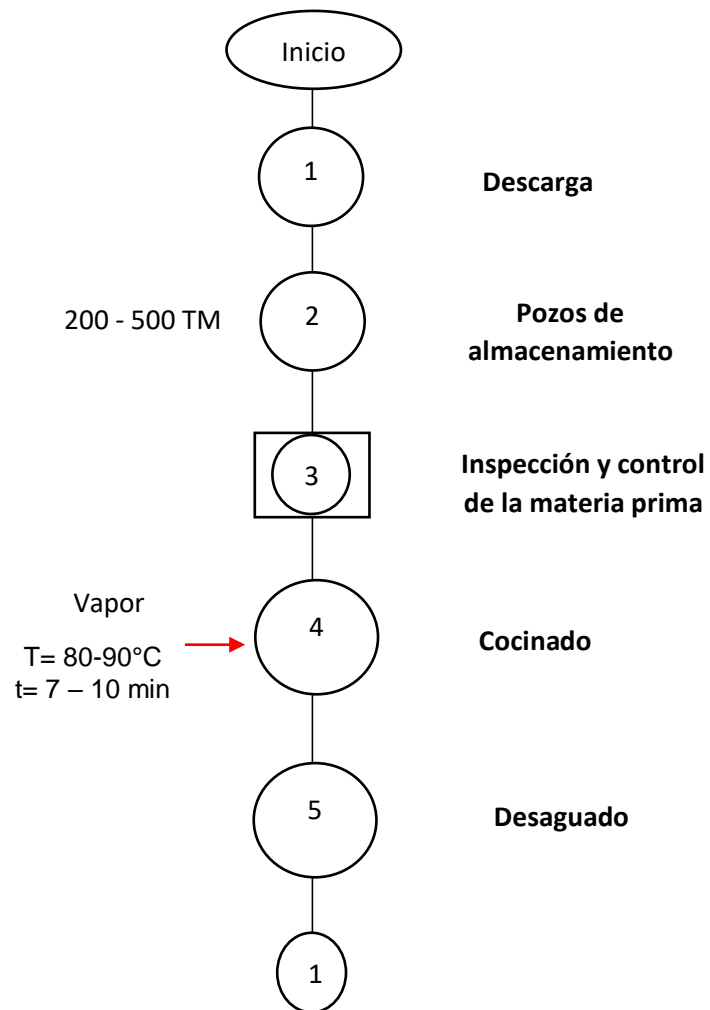 Inicio
1
Descarga
200 - 500 TM
2
Pozos de
almacenamiento
3
Inspección y control
de la materia prima
Vapor
T= 80-90°C
t= 7 – 10 min
4
Cocinado
5
Desaguado
1